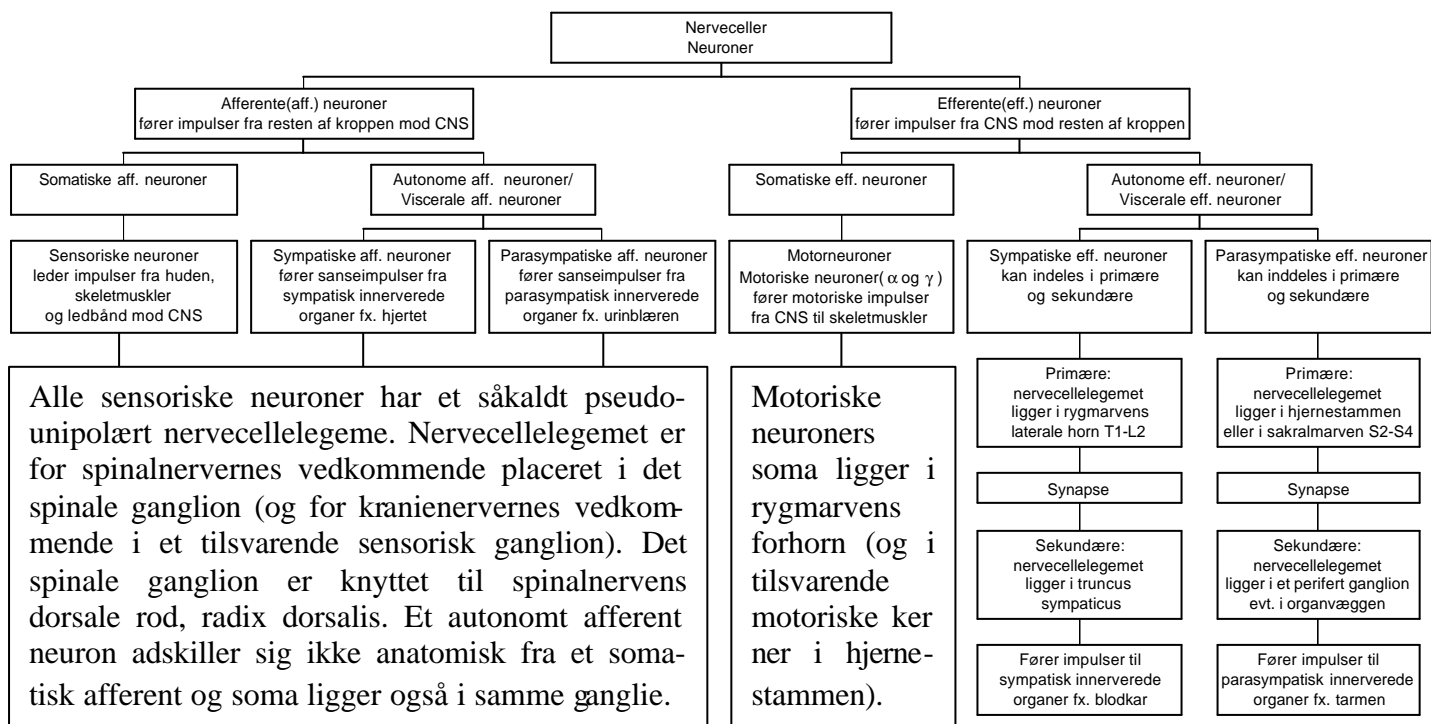 Nerveceller
Neuroner
Afferente(aff.) neuroner
fører impulser fra resten af kroppen mod CNS
Efferente(eff.) neuroner
fører impulser fra CNS mod resten af kroppen
Somatiske aff. neuroner
Autonome aff. neuroner/
Viscerale aff. neuroner
Somatiske eff. neuroner
Autonome eff. neuroner/
Viscerale eff. neuroner
Sensoriske neuroner
leder impulser fra huden,
skeletmuskler
og ledbånd mod CNS
Sympatiske aff. neuroner
fører sanseimpulser fra
sympatisk innerverede
organer fx. hjertet
Parasympatiske aff. neuroner
fører sanseimpulser fra
parasympatisk innerverede
organer fx. urinblæren
Motorneuroner
Motoriske neuroner(α og γ)
fører motoriske impulser
fra CNS til skeletmuskler
Sympatiske eff. neuroner
kan indeles i primære
og sekundære
Parasympatiske eff. neuroner
kan inddeles i primære
og sekundære
Alle sensoriske neuroner har et såkaldt pseudo-
unipolært nervecellelegeme. Nervecellelegemet er
for spinalnervernes vedkommende placeret i det
spinale ganglion (og for kranienervernes vedkom-
mende i et tilsvarende sensorisk ganglion). Det
spinale ganglion er knyttet til spinalnervens
dorsale rod, radix dorsalis. Et autonomt afferent
neuron adskiller sig ikke anatomisk fra et soma-
tisk afferent og soma ligger også i samme ganglie.
Motoriske
neuroners
soma ligger i
rygmarvens
forhorn (og i
tilsvarende
motoriske ker
ner i hjerne-
stammen).
Primære:
nervecellelegemet
ligger i rygmarvens
laterale horn T1-L2
Synapse
Sekundære:
nervecellelegemet
ligger i truncus
sympaticus
Fører impulser til
sympatisk innerverede
organer fx. blodkar
Primære:
nervecellelegemet
ligger i hjernestammen
eller i sakralmarven S2-S4
Synapse
Sekundære:
nervecellelegemet
ligger i et perifert ganglion
evt. i organvæggen
Fører impulser til
parasympatisk innerverede
organer fx. tarmen